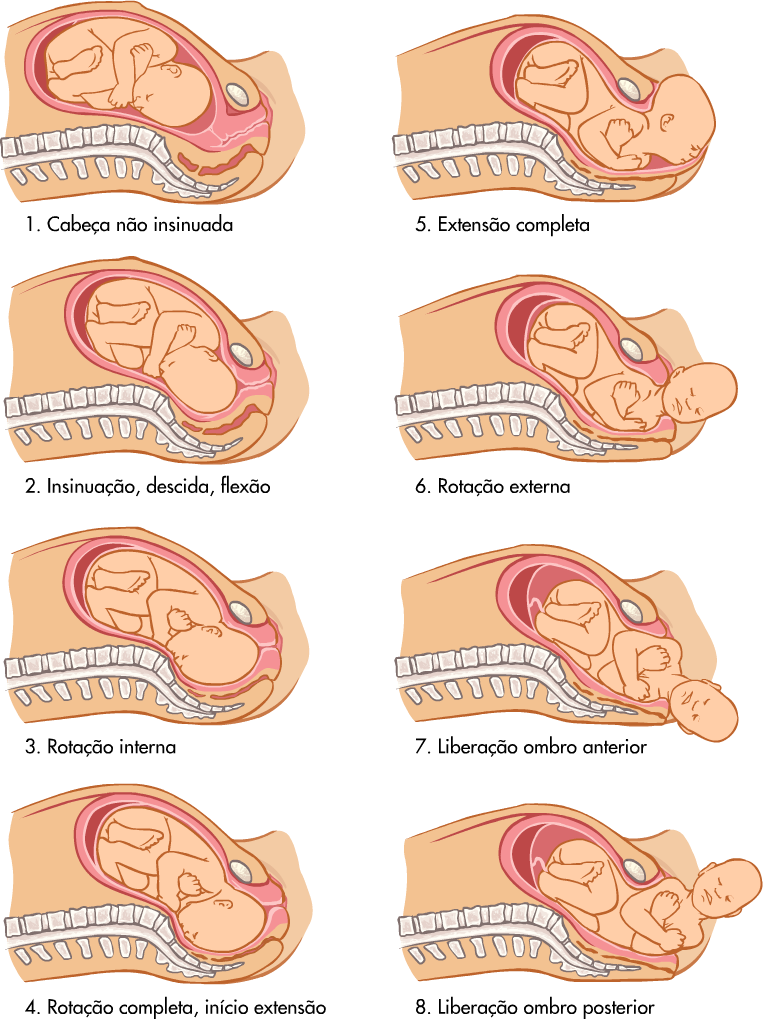 1. Cabeça não insinuada
2. Insinuação, descida, flexão
3. Rotação interna
4. Rotação completa, início extensão
5. Extensão completa
6. Rotação externa
7. Liberação ombro anterior
8. Liberação ombro posterior